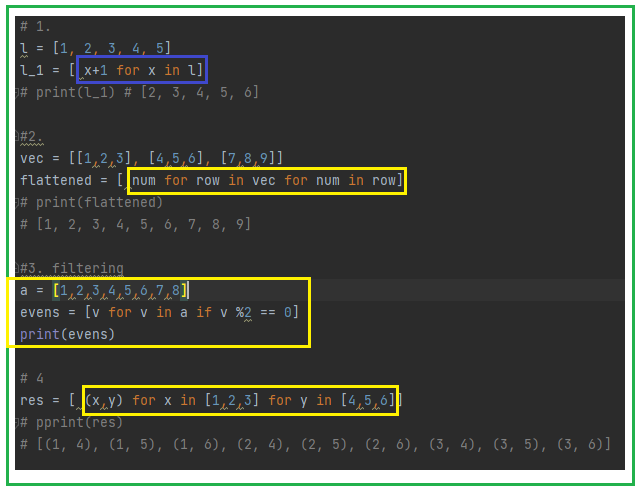 # 1.
l = [1, 2, 3, 4, 5]
l_1 = [ x+1 for x in l]
# print(l_1) # [2, 3, 4, 5, 6]
#2.
vec = [[1,2,3], [4,5,6], [7,8,9]]
flattened = [ num for row in vec for num in row]
# print(flattened)
# [1, 2, 3, 4, 5, 6, 7, 8, 9]
#3. filtering
a = [1,2,3,4,5,6,7,8]
evens = [v for v in a if v %2 == 0]
print(evens)
# 4
res = [ (x,y) for x in [1,2,3] for y in [4,5,6]]
# pprint(res)
# [(1, 4), (1, 5), (1, 6), (2, 4), (2, 5), (2, 6), (3, 4), (3, 5), (3, 6)]